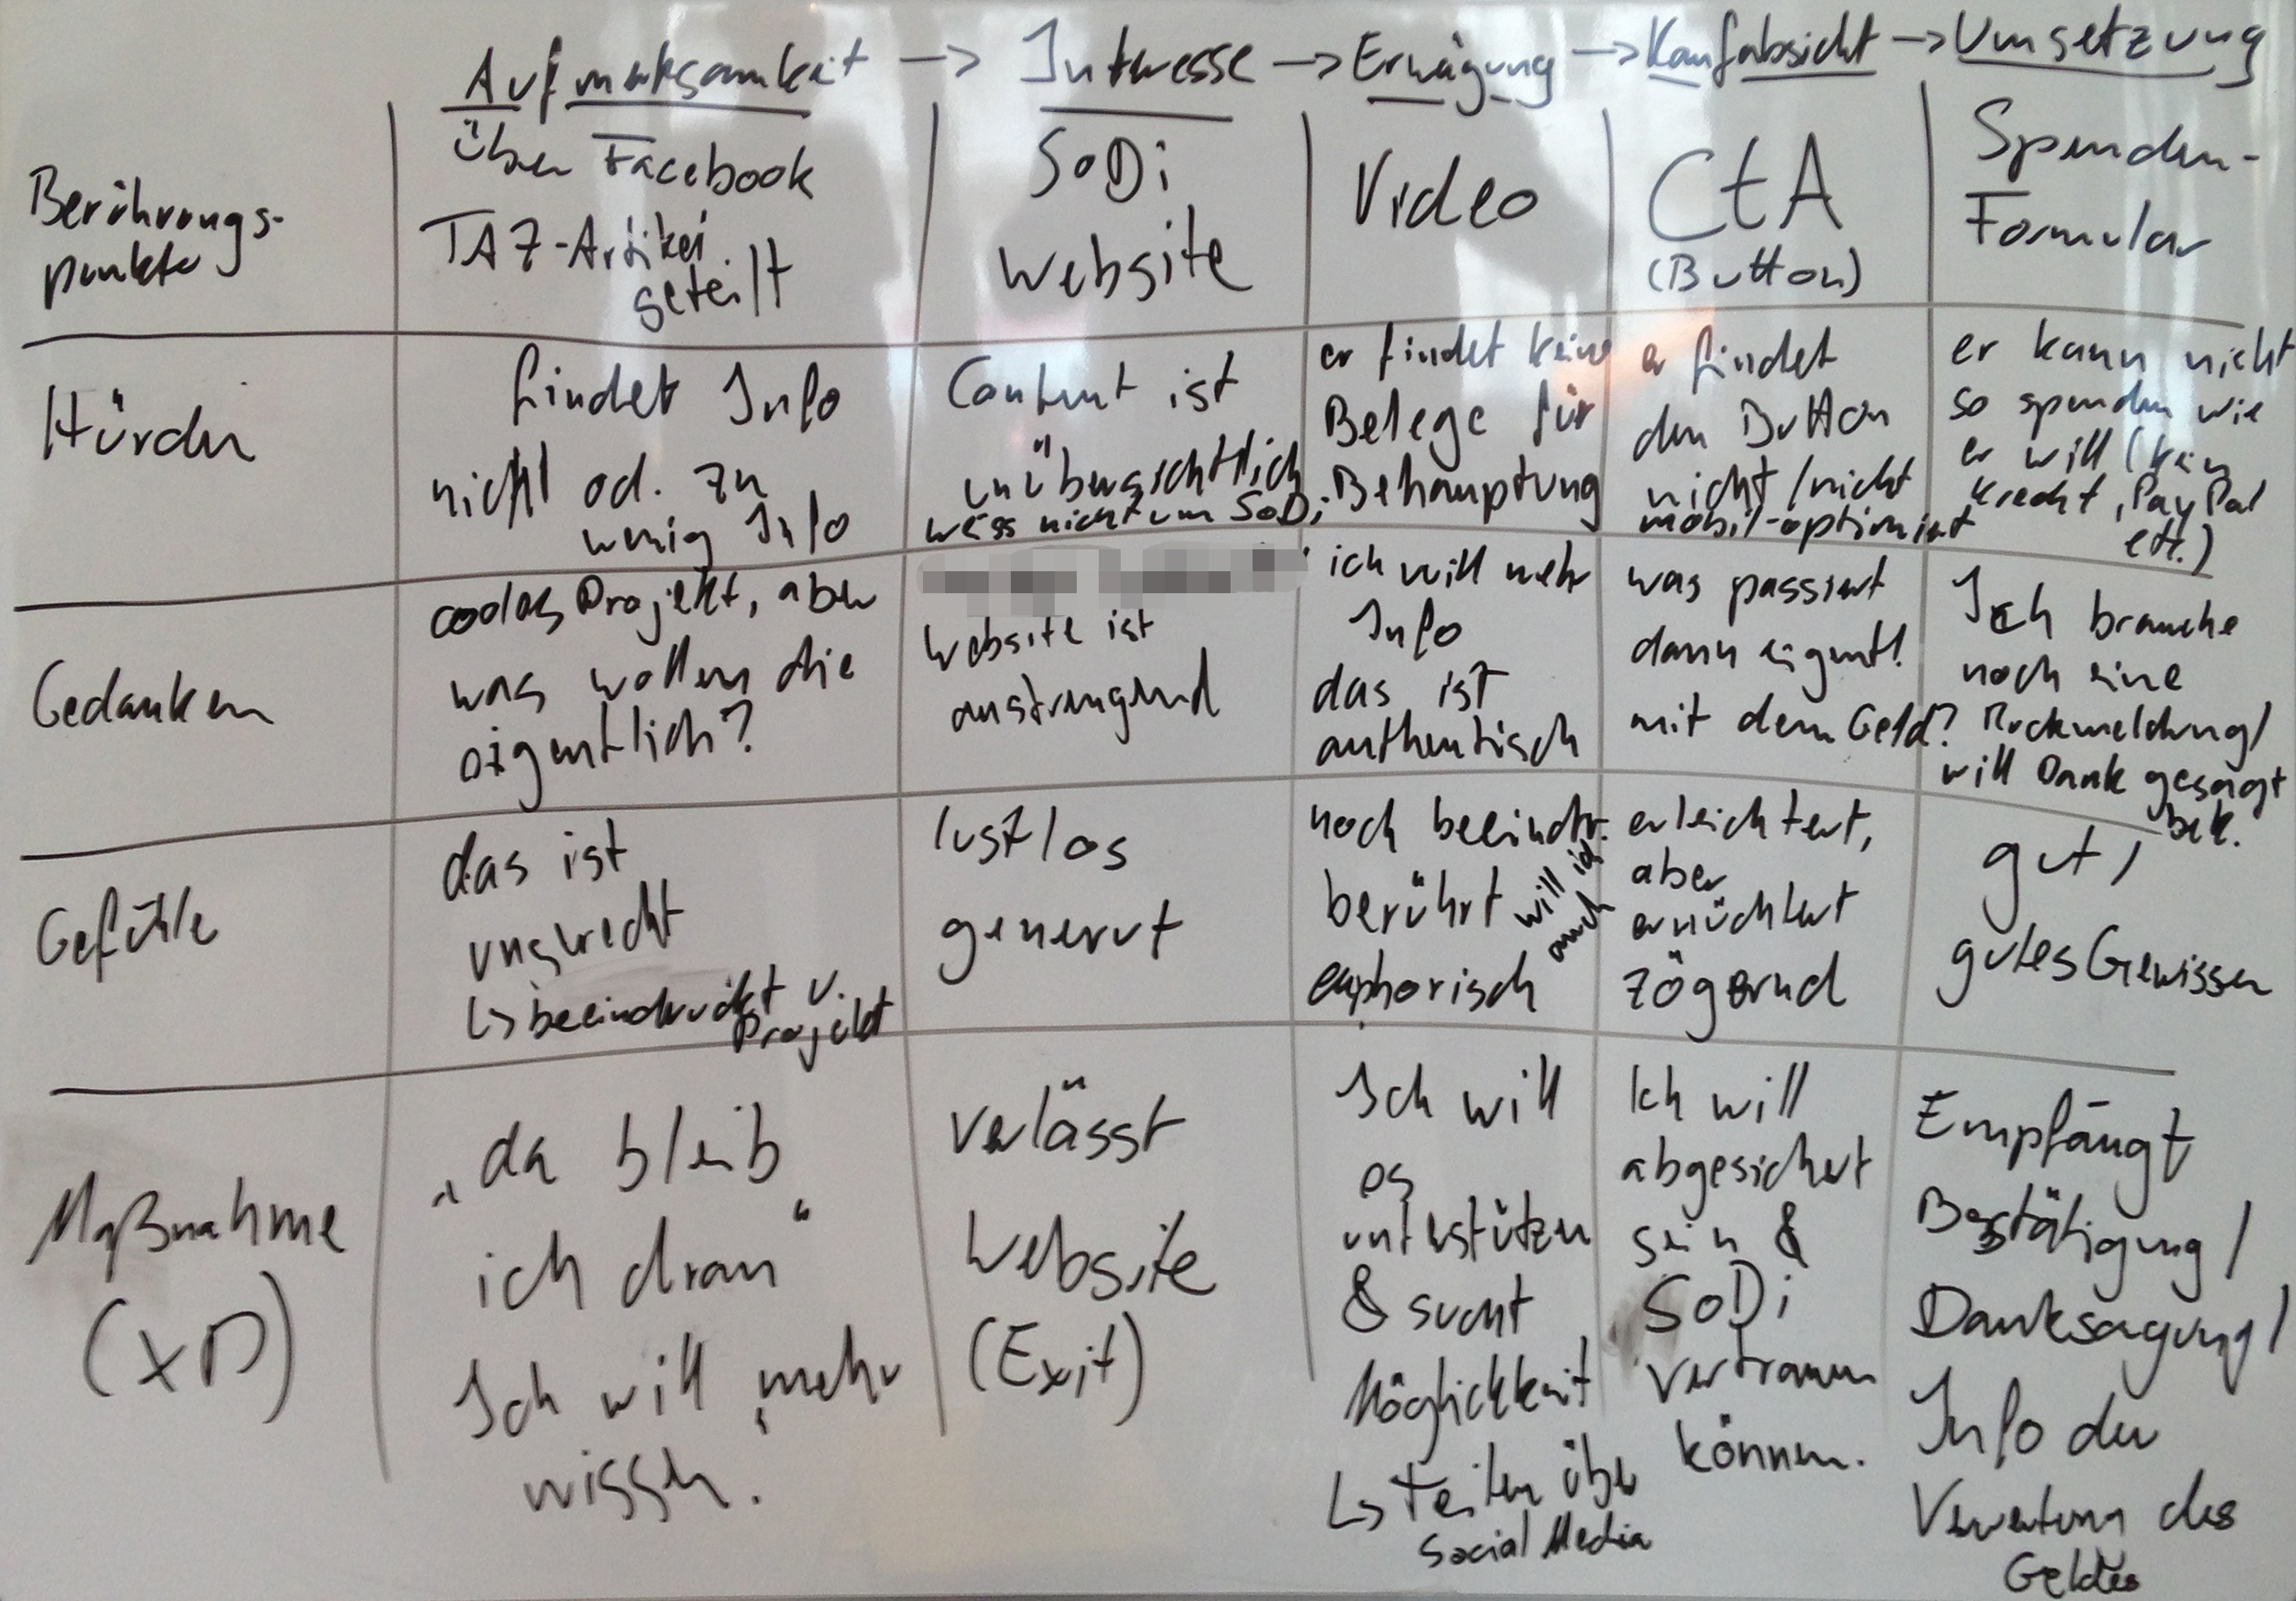 Aufmerksamkeit -> Interesse -> Erwägung -> Kaufabsicht -> Umsetzung
Berührungs-
punkte
über Facebook
TAZ-Artikel
geteilt
SoDi
Website
Video
CtA
(Button)
Spenden-
Formular
Hürden
findet Info
nicht od. zu
wenig Info
Content ist
unübersichtlich
weiss nicht um SoDi
er findet keine
Belege für
Behauptung
er findet
den Button
nicht/nicht
mobil-optimiert
er kann nicht
so spenden wie
er will (kein
Kredit, PayPal
etc.)
Gedanken
cooles Projekt, aber
was wollen die
eigentlich?
Website ist
anstrengend
ich will mehr
Info
das ist
authentisch
was passiert
dann eigentl.
mit dem Geld?
Ich brauche
noch eine
Rückmeldung/
will Dank gesagt
bek.
Gefühle
das ist
ungerecht
↳ beeindruckt v.
Projekt
lustlos
genervt
noch beeindr.
berührt
euphorisch
will ich
auch
erleichtert,
aber
ernüchtert
zögernd
gut,
gutes Gewissen
Maßnahme
(XD)
„da bleib
ich dran“
Ich will mehr
wissen.
verlässt
Website
(Exit)
Ich will
es
unterstützen
& sucht
Möglichkeit
↳ Teilen über
Social Media
Ich will
abgesichert
sein &
SoDi
vertrauen
können.
Empfängt
Bestätigung/
Danksagung/
Info der
Verwertung des
Geldes